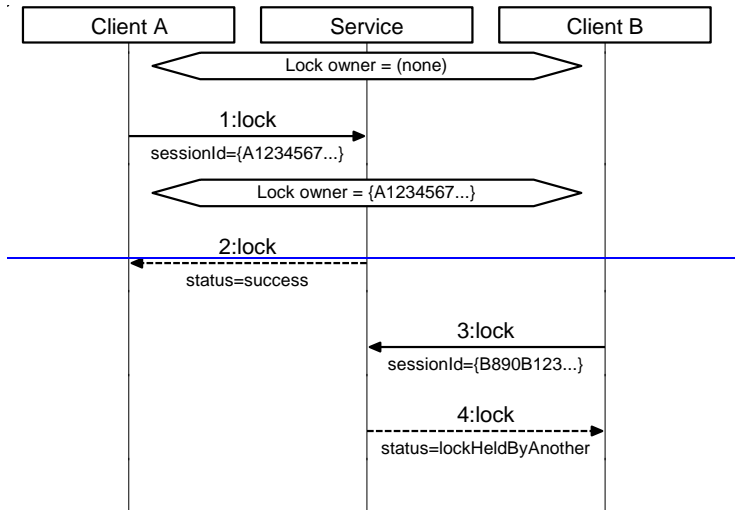 Client A
Service
Client B
Lock owner = (none)
1:lock
sessionId={A1234567...}
Lock owner = {A1234567...}
2:lock
status=success
3:lock
sessionId={B890B123...}
4:lock
status=lockHeldByAnother